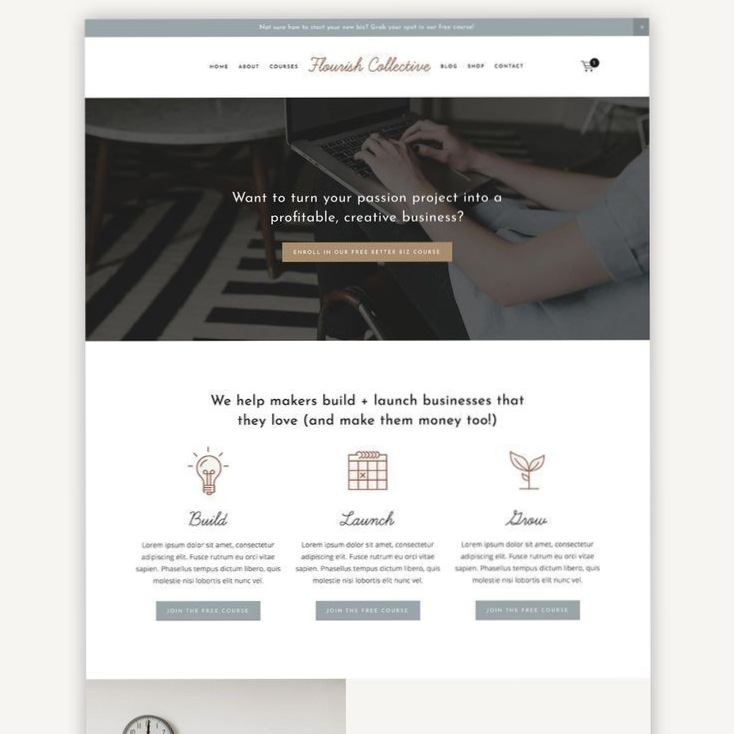 Not sure how to start your new biz? Grab your spot in our free course!
HOME ABOUT COURSES Flourish Collective BLOG SHOP CONTACT
Want to turn your passion project into a
profitable, creative business?
ENROLL IN OUR FREE BETTER BIZ COURSE
We help makers build + launch businesses that
they love (and make them money too!)
Build
Lorem ipsum dolor sit amet, consectetur
adipiscing elit. Fusce rutrum eu orci vitae
sapien. Phasellus tempus dictum libero, quis
molestie nisi lobortis elit nunc vel.
JOIN THE FREE COURSE
Launch
Lorem ipsum dolor sit amet, consectetur
adipiscing elit. Fusce rutrum eu orci vitae
sapien. Phasellus tempus dictum libero, quis
molestie nisi lobortis elit nunc vel.
JOIN THE FREE COURSE
Grow
Lorem ipsum dolor sit amet, consectetur
adipiscing elit. Fusce rutrum eu orci vitae
sapien. Phasellus tempus dictum libero, quis
molestie nisi lobortis elit nunc vel.
JOIN THE FREE COURSE